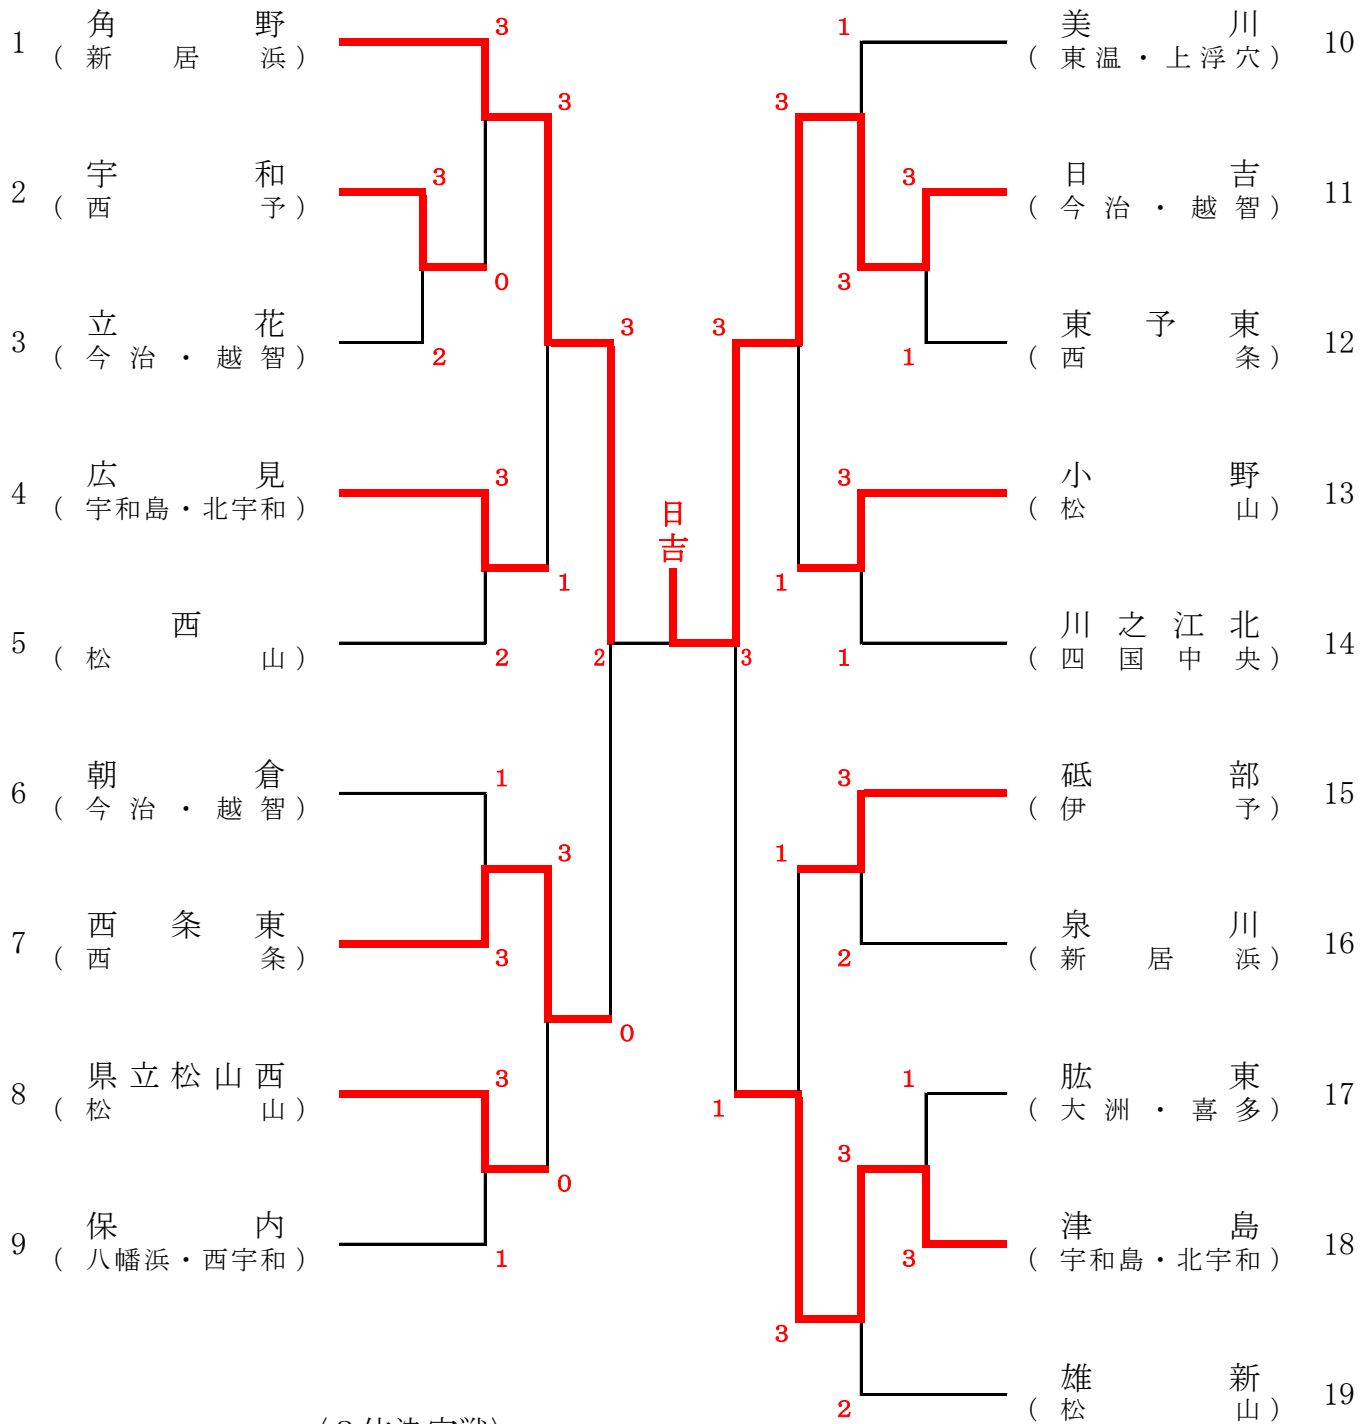 1 角野 3
(新居浜)
3
2 宇和 3
(西予)
0
3 立花
(今治・越智) 2
3
4 広見 3
(宇和島・北宇和)
1
5 西
(松山) 2
2
6 朝倉 1
(今治・越智)
3
7 西条東
(西条) 3
0
8 県立松山西 3
(松山)
0
9 保内
(八幡浜・西宇和) 1
日吉
1 美川 10
(東温・上浮穴)
3
3 日吉 11
(今治・越智)
3
東予東 12
1 (西条)
3
3 小野 13
(松山)
1
川之江北 14
1 (四国中央)
3
3 砥部 15
(伊予)
1
泉川 16
2 (新居浜)
1
1 肱東 17
(大洲・喜多)
3
津島 18
3 (宇和島・北宇和)
3
雄新 19
2 (松山)